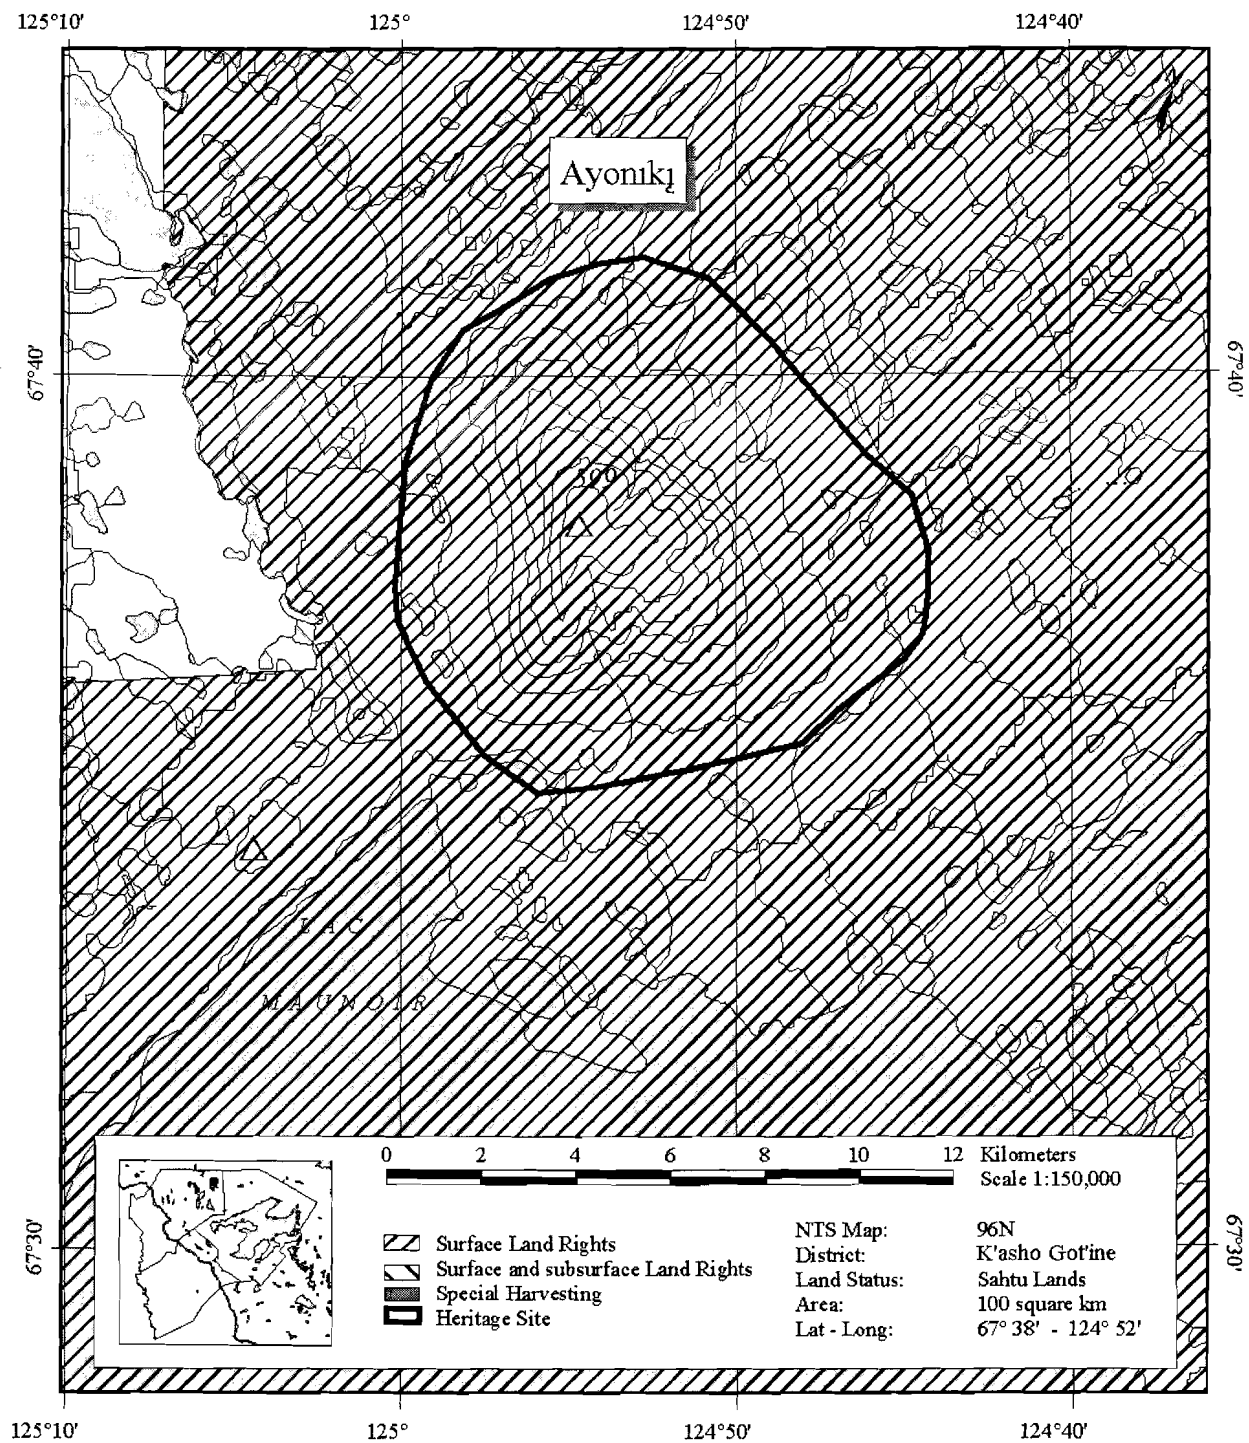 125°10' 125° 124°50' 124°40'
Ayonıkı̨
67°40' 67°40'
LAC
MAUNOIR
0 2 4 6 8 10 12 Kilometers
Scale 1:150,000
Surface Land Rights
Surface and subsurface Land Rights
Special Harvesting
Heritage Site
NTS Map: 96N
District: K'asho Got'ine
Land Status: Sahtu Lands
Area: 100 square km
Lat - Long: 67° 38' - 124° 52'
67°30' 67°30'
125°10' 125° 124°50' 124°40'